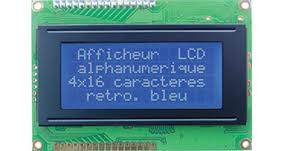 Afficheur LCD
alphanumerique
4x16 caracteres
retro. bleu